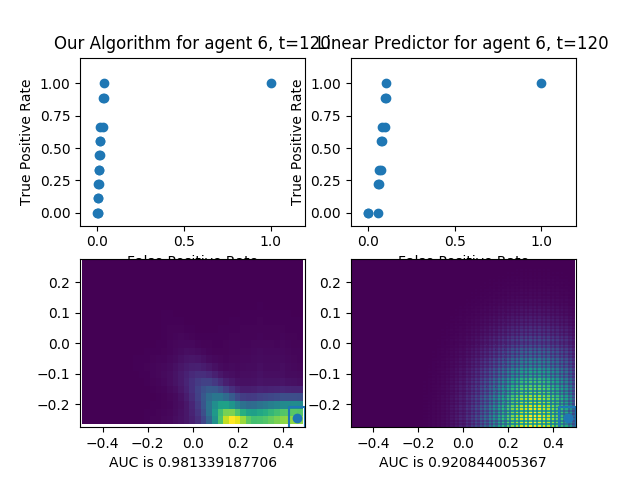 Our Algorithm for agent 6, t=120
Linear Predictor for agent 6, t=120
True Positive Rate
1.00
0.75
0.50
0.25
0.00
0.0 0.5 1.0
False Positive Rate
True Positive Rate
1.00
0.75
0.50
0.25
0.00
0.0 0.5 1.0
False Positive Rate
0.2
0.1
0.0
−0.1
−0.2
−0.4 −0.2 0.0 0.2 0.4
AUC is 0.981339187706
0.2
0.1
0.0
−0.1
−0.2
−0.4 −0.2 0.0 0.2 0.4
AUC is 0.920844005367